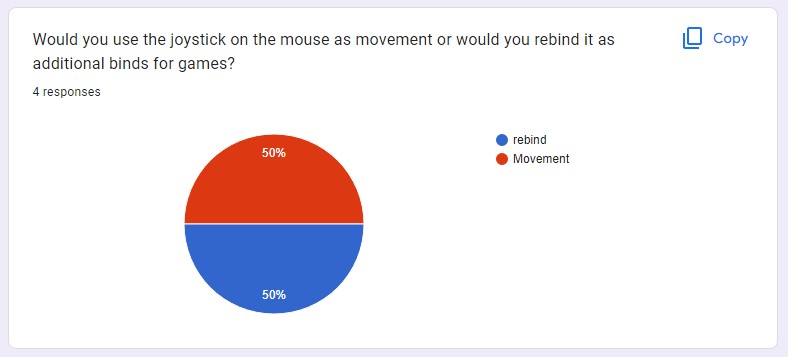 Would you use the joystick on the mouse as movement or would you rebind it as
additional binds for games?
Copy
4 responses
50%
50%
rebind
Movement